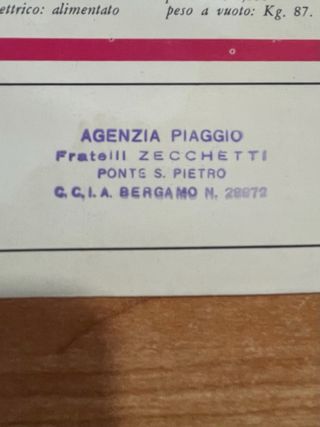 ettrico: alimentato peso a vuoto: Kg. 87.
AGENZIA PIAGGIO
Fratelli ZECCHETTI
PONTE S. PIETRO
C.C.I.A. BERGAMO N.